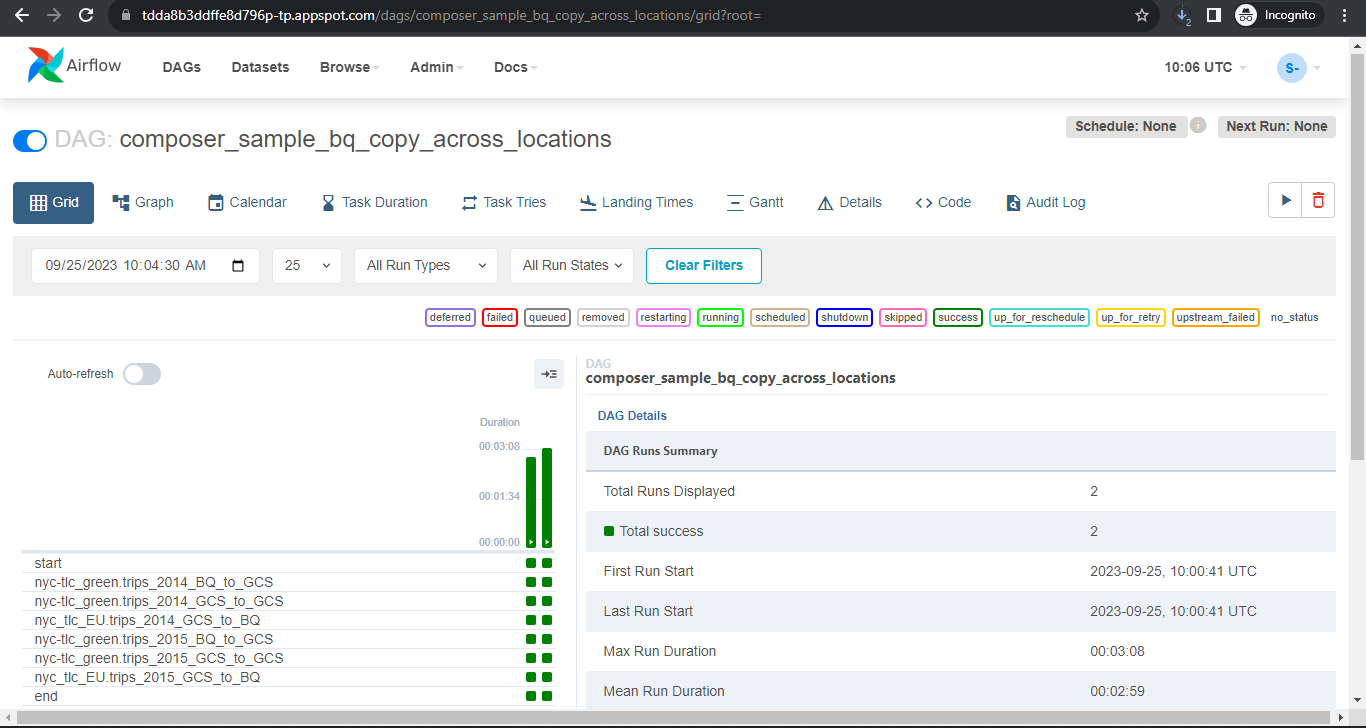 tdda8b3ddffe8d796p-tp.appspot.com/dags/composer_sample_bq_copy_across_locations/grid?root=
2
Incognito
Airflow
DAGs
Datasets
Browse
Admin
Docs
10:06 UTC
S-
DAG: composer_sample_bq_copy_across_locations
Schedule: None
i
Next Run: None
Grid
Graph
Calendar
Task Duration
Task Tries
Landing Times
Gantt
Details
Code
Audit Log
09/25/2023 10:04:30 AM
25
All Run Types
All Run States
Clear Filters
deferred
failed
queued
removed
restarting
running
scheduled
shutdown
skipped
success
up_for_reschedule
up_for_retry
upstream_failed
no_status
Auto-refresh
Duration
00:03:08
00:01:34
00:00:00
start
nyc-tlc_green.trips_2014_BQ_to_GCS
nyc-tlc_green.trips_2014_GCS_to_GCS
nyc_tlc_EU.trips_2014_GCS_to_BQ
nyc-tlc_green.trips_2015_BQ_to_GCS
nyc-tlc_green.trips_2015_GCS_to_GCS
nyc_tlc_EU.trips_2015_GCS_to_BQ
end
DAG
composer_sample_bq_copy_across_locations
DAG Details
DAG Runs Summary
Total Runs Displayed 2
Total success 2
First Run Start 2023-09-25, 10:00:41 UTC
Last Run Start 2023-09-25, 10:00:41 UTC
Max Run Duration 00:03:08
Mean Run Duration 00:02:59